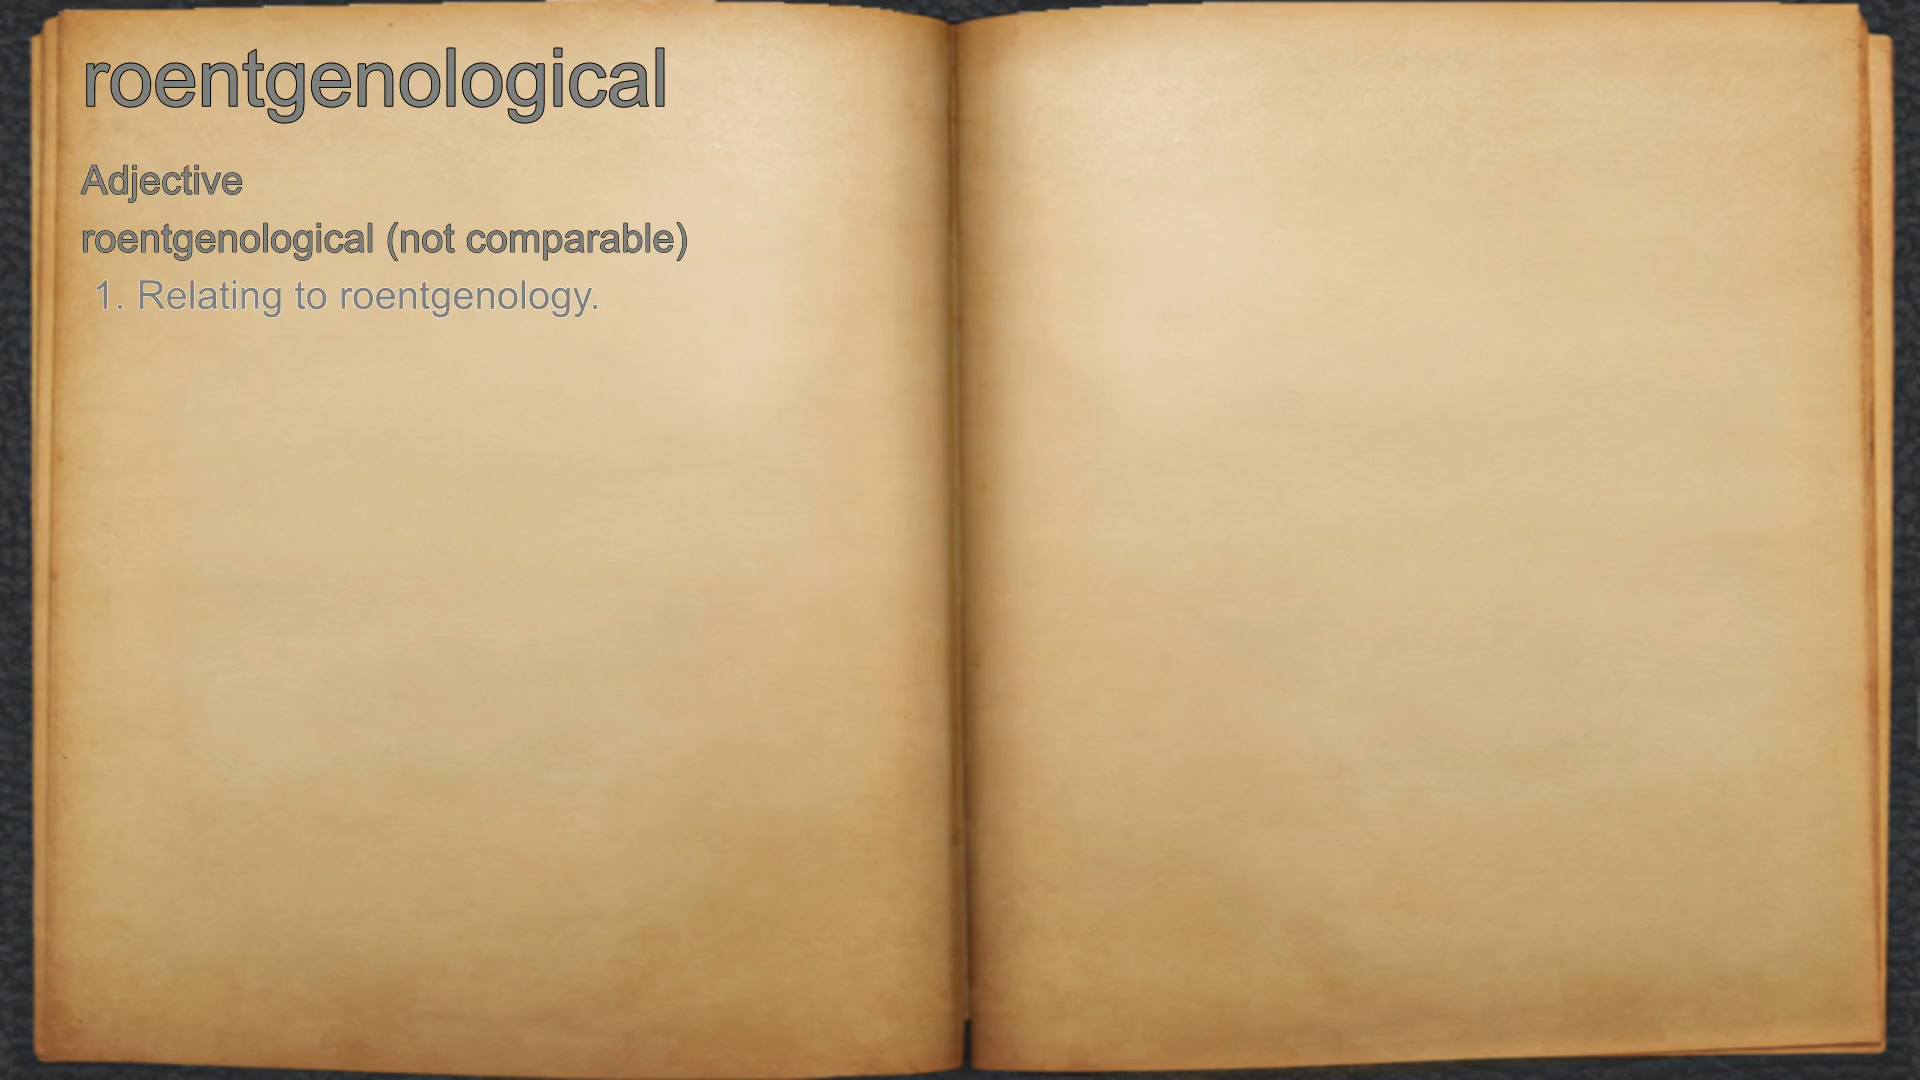 roentgenological
Adjective
roentgenological (not comparable)
1. Relating to roentgenology.